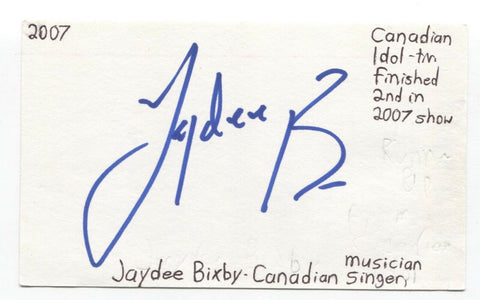 2007
Canadian
Idol-tm
Finished
2nd in
2007 show
Jaydee B
Jaydee Bixby-Canadian Singer musician